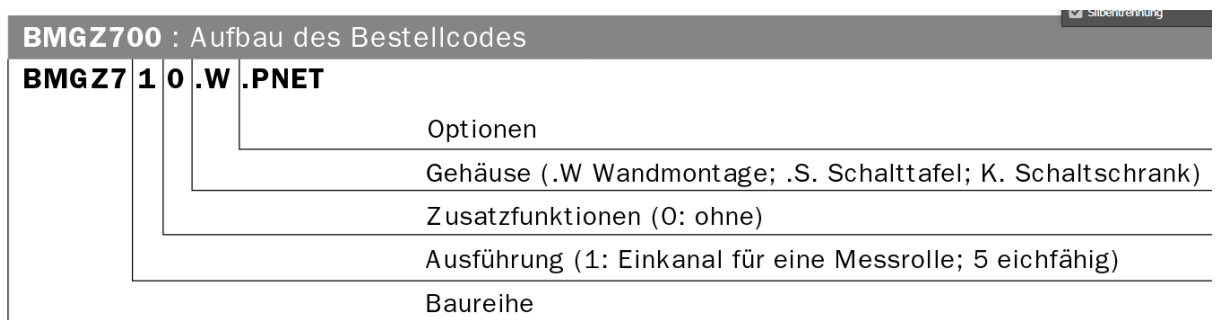 Silbentrennung
BMGZ700 : Aufbau des Bestellcodes
BMGZ7 1 0 .W .PNET
Optionen
Gehäuse (.W Wandmontage; .S. Schalttafel; K. Schaltschrank)
Zusatzfunktionen (0: ohne)
Ausführung (1: Einkanal für eine Messrolle; 5 eichfähig)
Baureihe